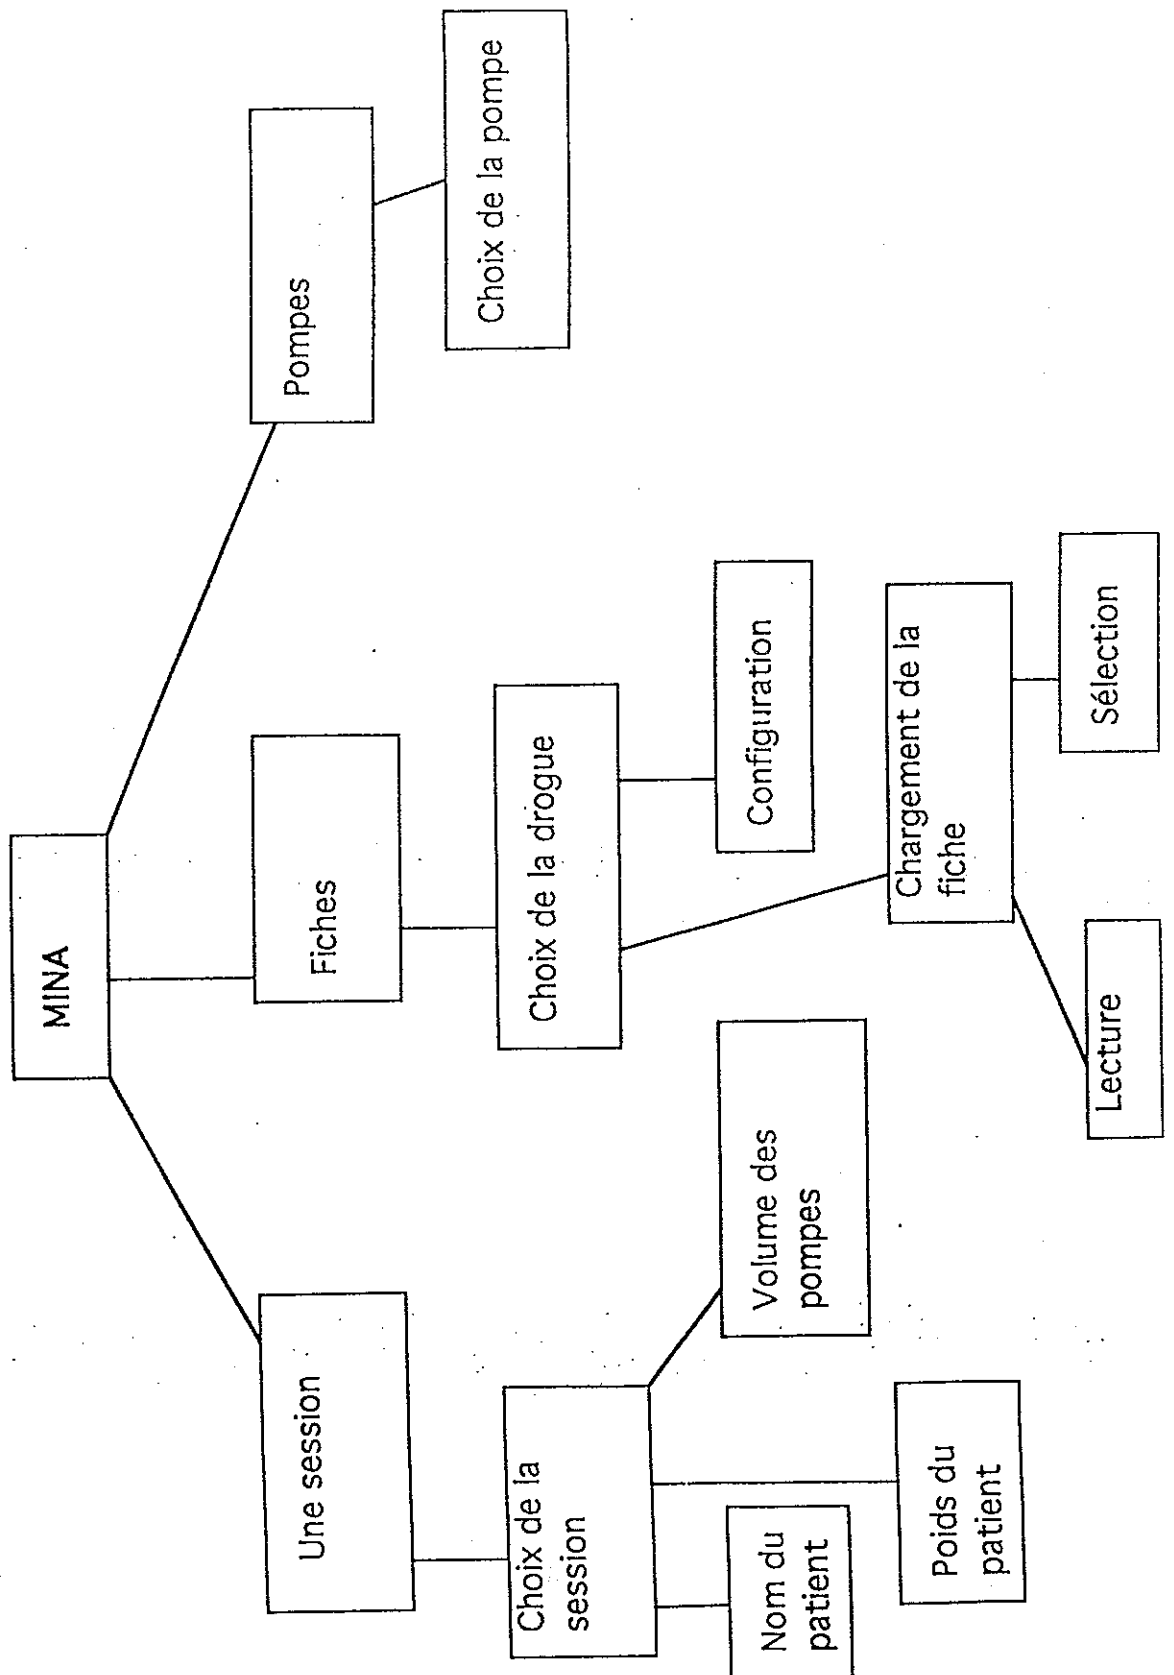 MINA
Une session
Fiches
Pompes
Choix de la
session
Choix de la drogue
Choix de la pompe
Nom du
patient
Volume des
pompes
Configuration
Poids du
patient
Chargement de la
fiche
Lecture
Sélection